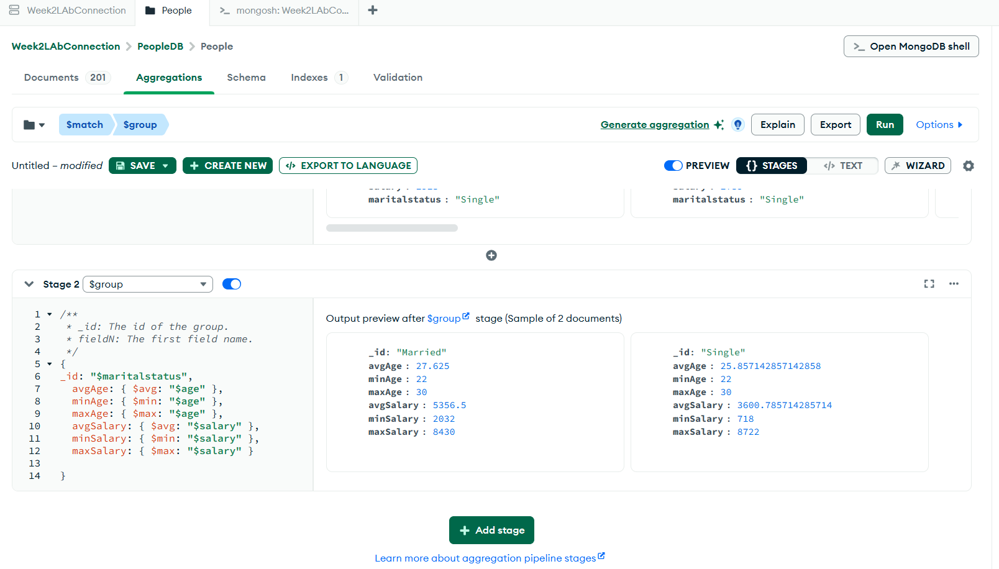 Week2LAbConnection People mongosh: Week2LAbCo...
Week2LAbConnection PeopleDB People Open MongoDB shell
Documents 201 Aggregations Schema Indexes 1 Validation
$match $group Generate aggregation Explain Export Run Options
Untitled – modified SAVE CREATE NEW EXPORT TO LANGUAGE PREVIEW STAGES TEXT WIZARD
maritalstatus : "Single" maritalstatus : "Single"
Stage 2 $group
Output preview after $group stage (Sample of 2 documents)
1 /**
2 * _id: The id of the group.
3 * fieldN: The first field name.
4 */
5 {
6 _id: "$maritalstatus",
7 avgAge: { $avg: "$age" },
8 minAge: { $min: "$age" },
9 maxAge: { $max: "$age" },
10 avgSalary: { $avg: "$salary" },
11 minSalary: { $min: "$salary" },
12 maxSalary: { $max: "$salary" }
13
14 }
_id: "Married"
avgAge : 27.625
minAge : 22
maxAge : 30
avgSalary : 5356.5
minSalary : 2032
maxSalary : 8430
_id: "Single"
avgAge : 25.857142857142858
minAge : 22
maxAge : 30
avgSalary : 3600.785714285714
minSalary : 718
maxSalary : 8722
Add stage
Learn more about aggregation pipeline stages